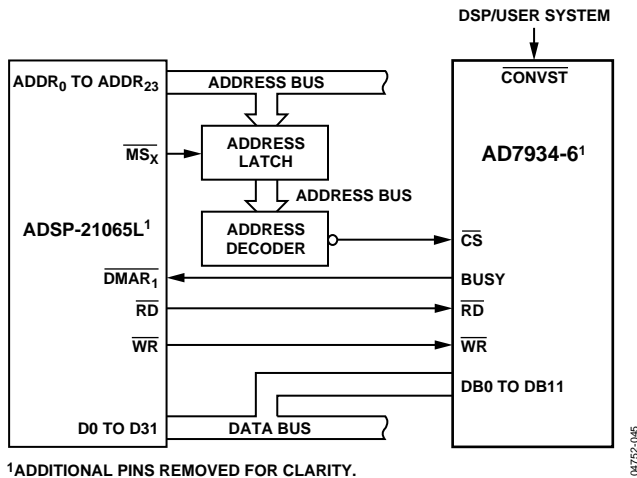 DSP/USER SYSTEM
ADDR0 TO ADDR23
ADDRESS BUS
CONVST
MSX
ADDRESS
LATCH
AD7934-6¹
ADDRESS BUS
ADSP-21065L¹
ADDRESS
DECODER
CS
DMAR1
BUSY
RD
RD
WR
WR
DB0 TO DB11
D0 TO D31
DATA BUS
¹ADDITIONAL PINS REMOVED FOR CLARITY.
04752-045